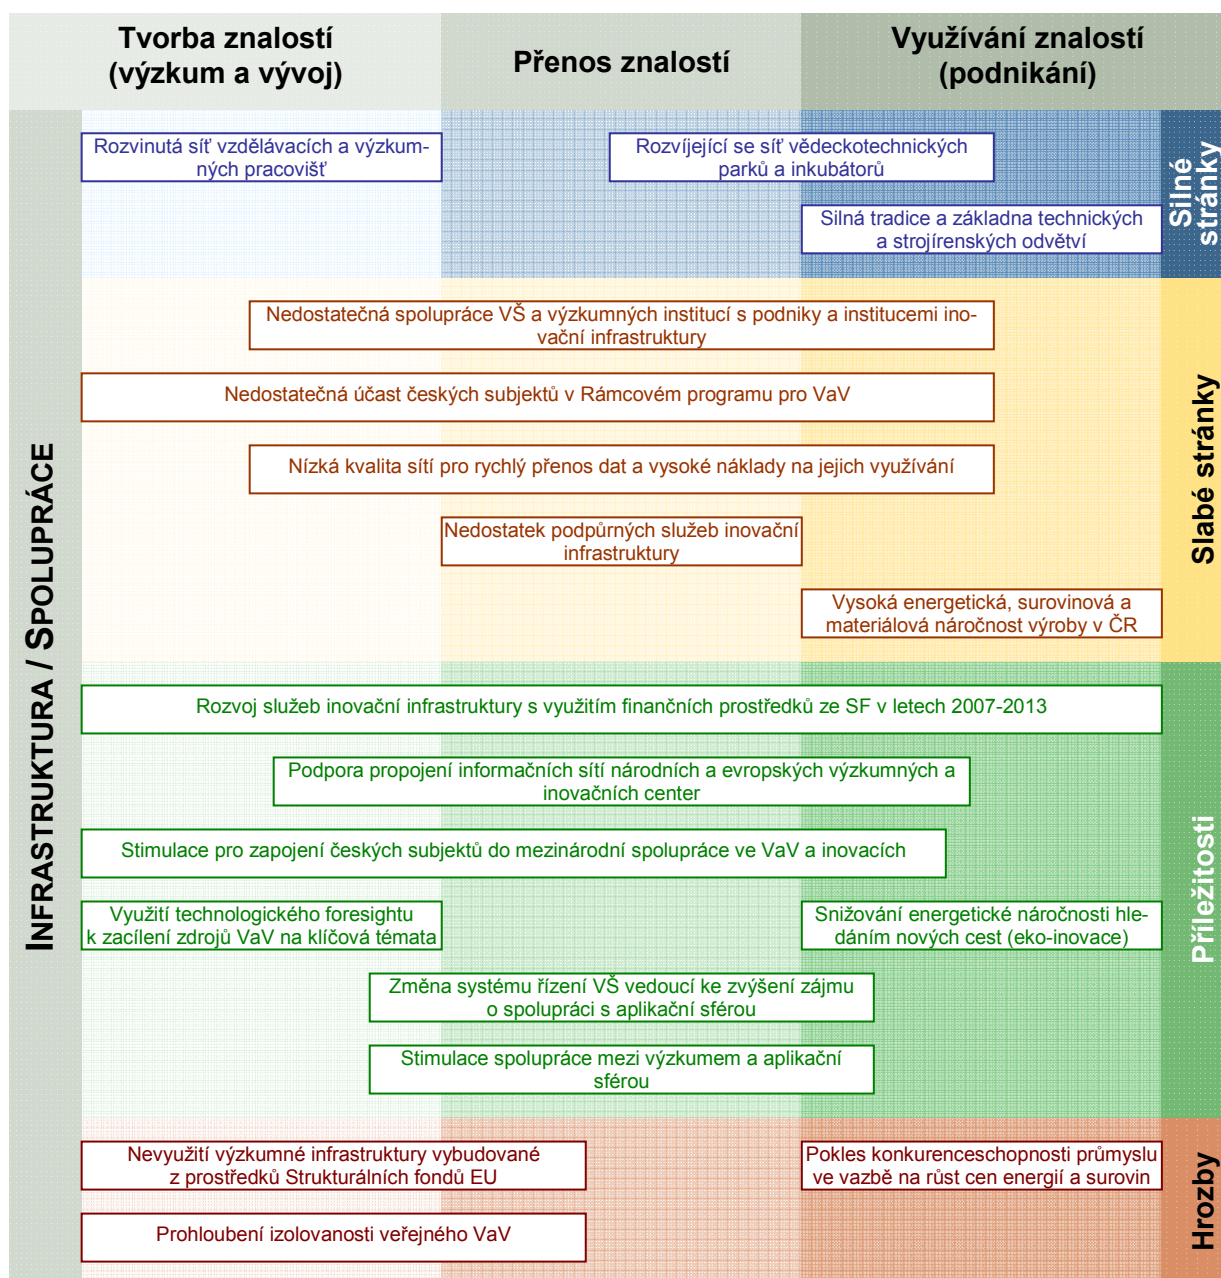 Tvorba znalostí
(výzkum a vývoj)
Přenos znalostí
Využívání znalostí
(podnikání)
INFRASTRUKTURA / SPOLUPRÁCE
Silné
stránky
Rozvinutá síť vzdělávacích a výzkum-
ných pracovišť
Rozvíjející se síť vědeckotechnických
parků a inkubátorů
Silná tradice a základna technických
a strojírenských odvětví
Slabé stránky
Nedostatečná spolupráce VŠ a výzkumných institucí s podniky a institucemi ino-
vační infrastruktury
Nedostatečná účast českých subjektů v Rámcovém programu pro VaV
Nízká kvalita sítí pro rychlý přenos dat a vysoké náklady na jejich využívání
Nedostatek podpůrných služeb inovační
infrastruktury
Vysoká energetická, surovinová a
materiálová náročnost výroby v ČR
Příležitosti
Rozvoj služeb inovační infrastruktury s využitím finančních prostředků ze SF v letech 2007-2013
Podpora propojení informačních sítí národních a evropských výzkumných a
inovačních center
Stimulace pro zapojení českých subjektů do mezinárodní spolupráce ve VaV a inovacích
Využití technologického foresightu
k zacílení zdrojů VaV na klíčová témata
Snižování energetické náročnosti hle-
dáním nových cest (eko-inovace)
Změna systému řízení VŠ vedoucí ke zvýšení zájmu
o spolupráci s aplikační sférou
Stimulace spolupráce mezi výzkumem a aplikační
sférou
Hrozby
Nevyužití výzkumné infrastruktury vybudované
z prostředků Strukturálních fondů EU
Pokles konkurenceschopnosti průmyslu
ve vazbě na růst cen energií a surovin
Prohloubení izolovanosti veřejného VaV